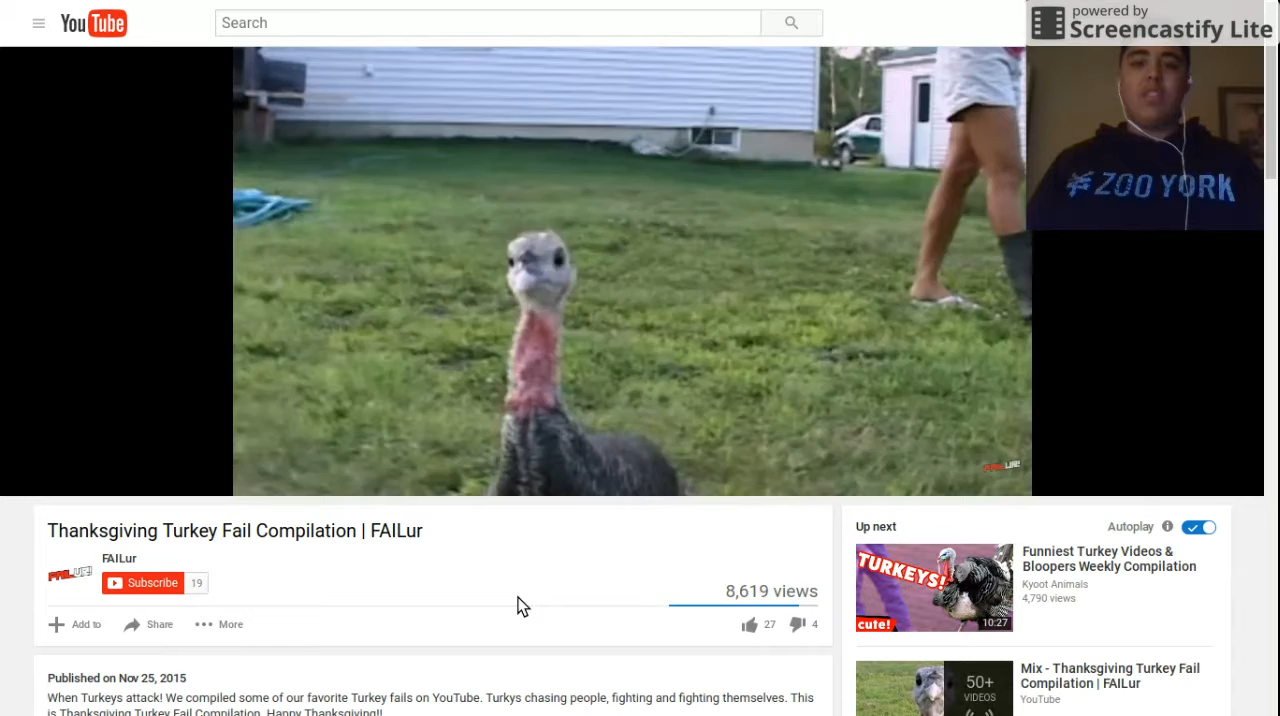 powered by
Screencastify Lite
YouTube
Search
ZOO YORK
Thanksgiving Turkey Fail Compilation | FAILur
FAILur
Subscribe 19
8,619 views
Add to Share More
27 4
Published on Nov 25, 2015
When Turkeys attack! We compiled some of our favorite Turkey fails on YouTube. Turkys chasing people, fighting and fighting themselves. This
is Thanksgiving Turkey Fail Compilation. Happy Thanksgiving!!
Up next Autoplay
TURKEYS!
cute!
10:27
Funniest Turkey Videos &
Bloopers Weekly Compilation
Kyoot Animals
4,790 views
50+
VIDEOS
Mix - Thanksgiving Turkey Fail
Compilation | FAILur
YouTube